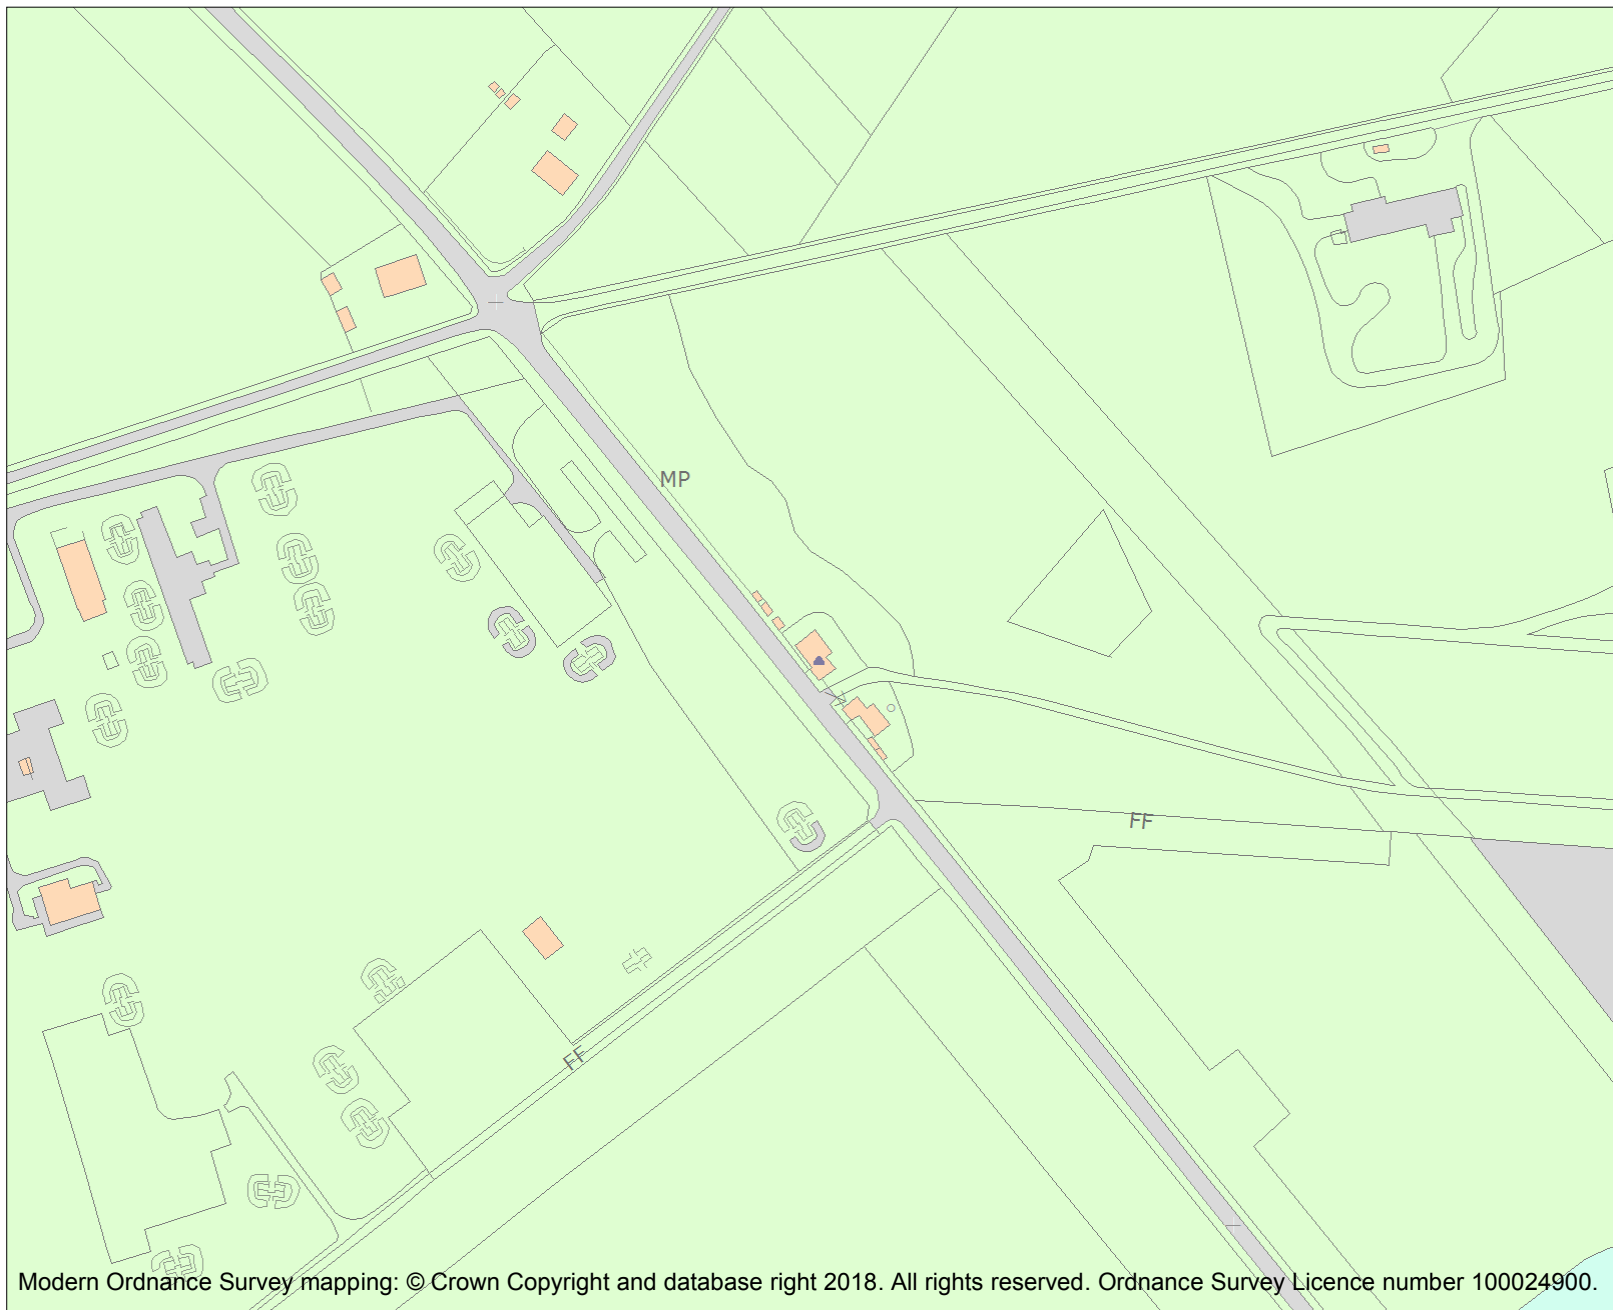 MP
FF
FF
Modern Ordnance Survey mapping: © Crown Copyright and database right 2018. All rights reserved. Ordnance Survey Licence number 100024900.